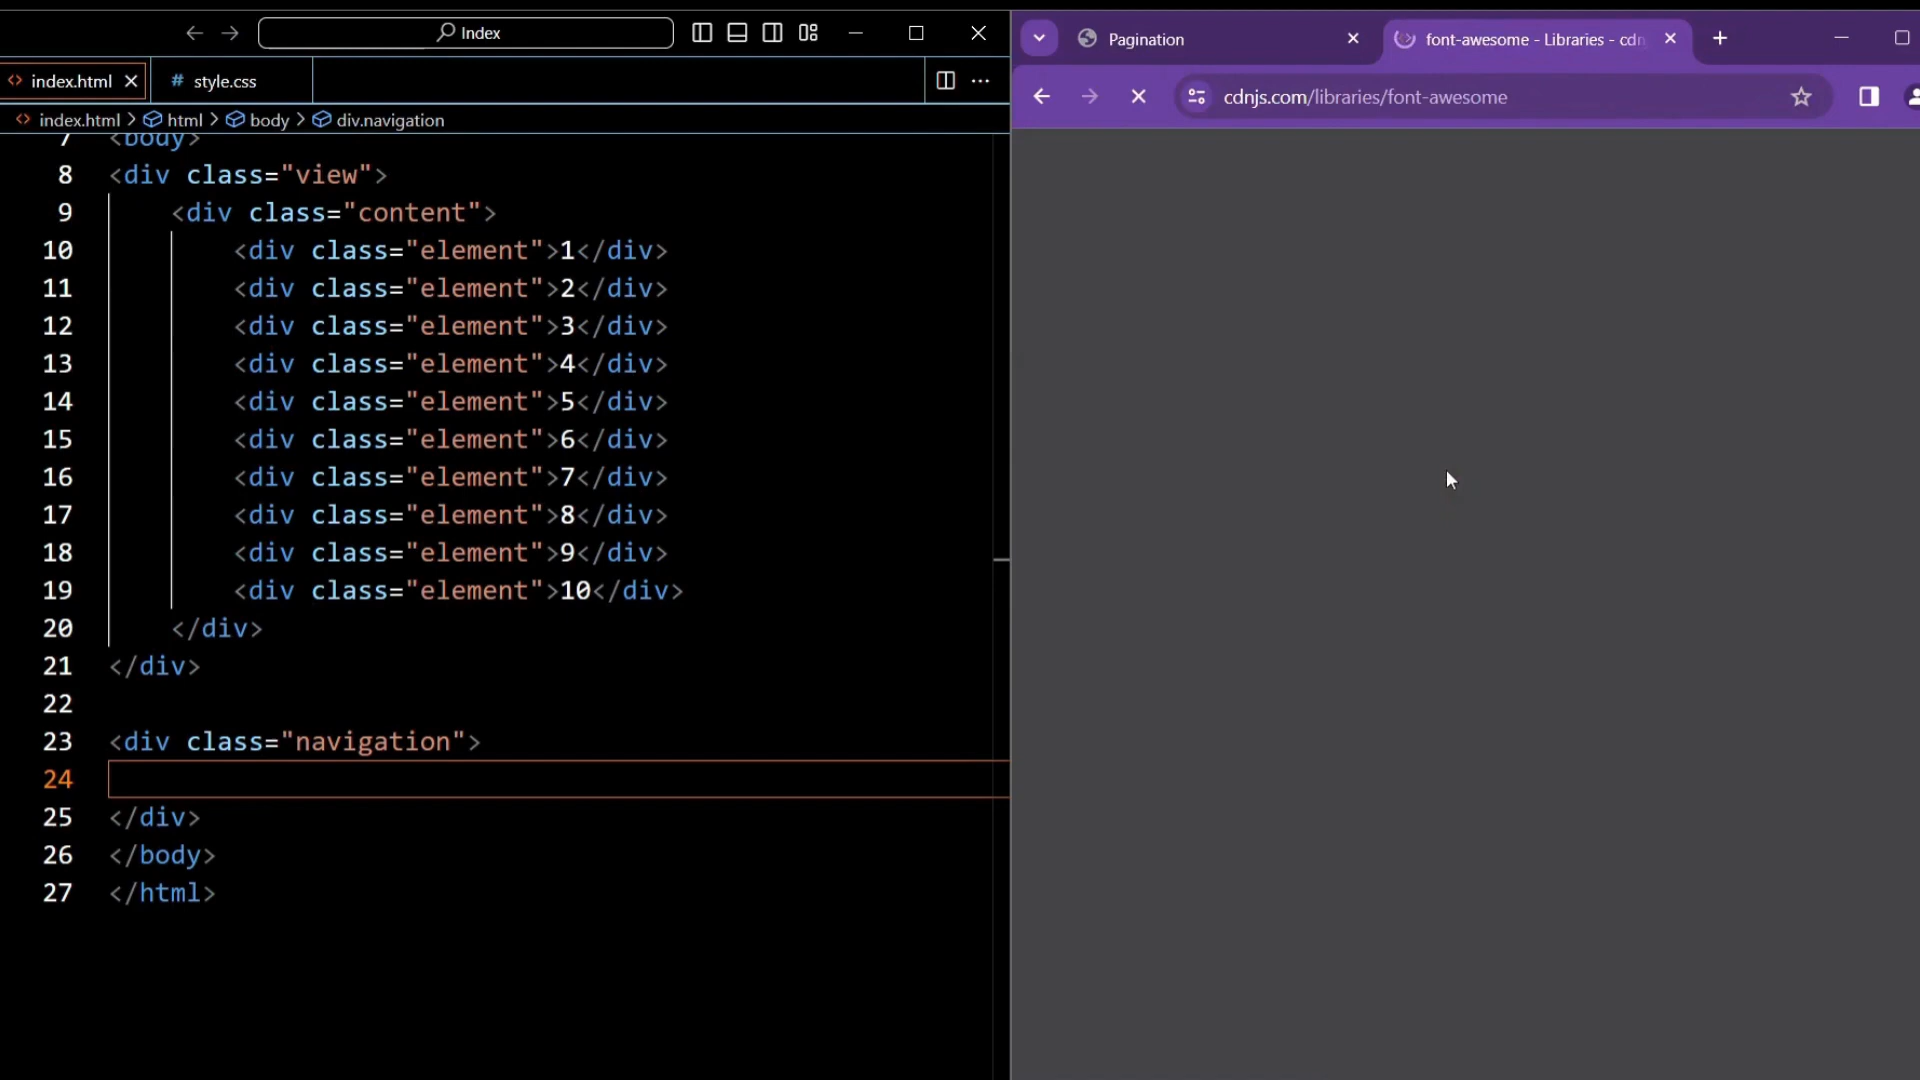 Index
index.html
# style.css
index.html > html > body > div.navigation
7 <body>
8 <div class="view">
9 <div class="content">
10 <div class="element">1</div>
11 <div class="element">2</div>
12 <div class="element">3</div>
13 <div class="element">4</div>
14 <div class="element">5</div>
15 <div class="element">6</div>
16 <div class="element">7</div>
17 <div class="element">8</div>
18 <div class="element">9</div>
19 <div class="element">10</div>
20 </div>
21 </div>
22
23 <div class="navigation">
24
25 </div>
26 </body>
27 </html>
Pagination
font-awesome - Libraries - cdn
cdnjs.com/libraries/font-awesome